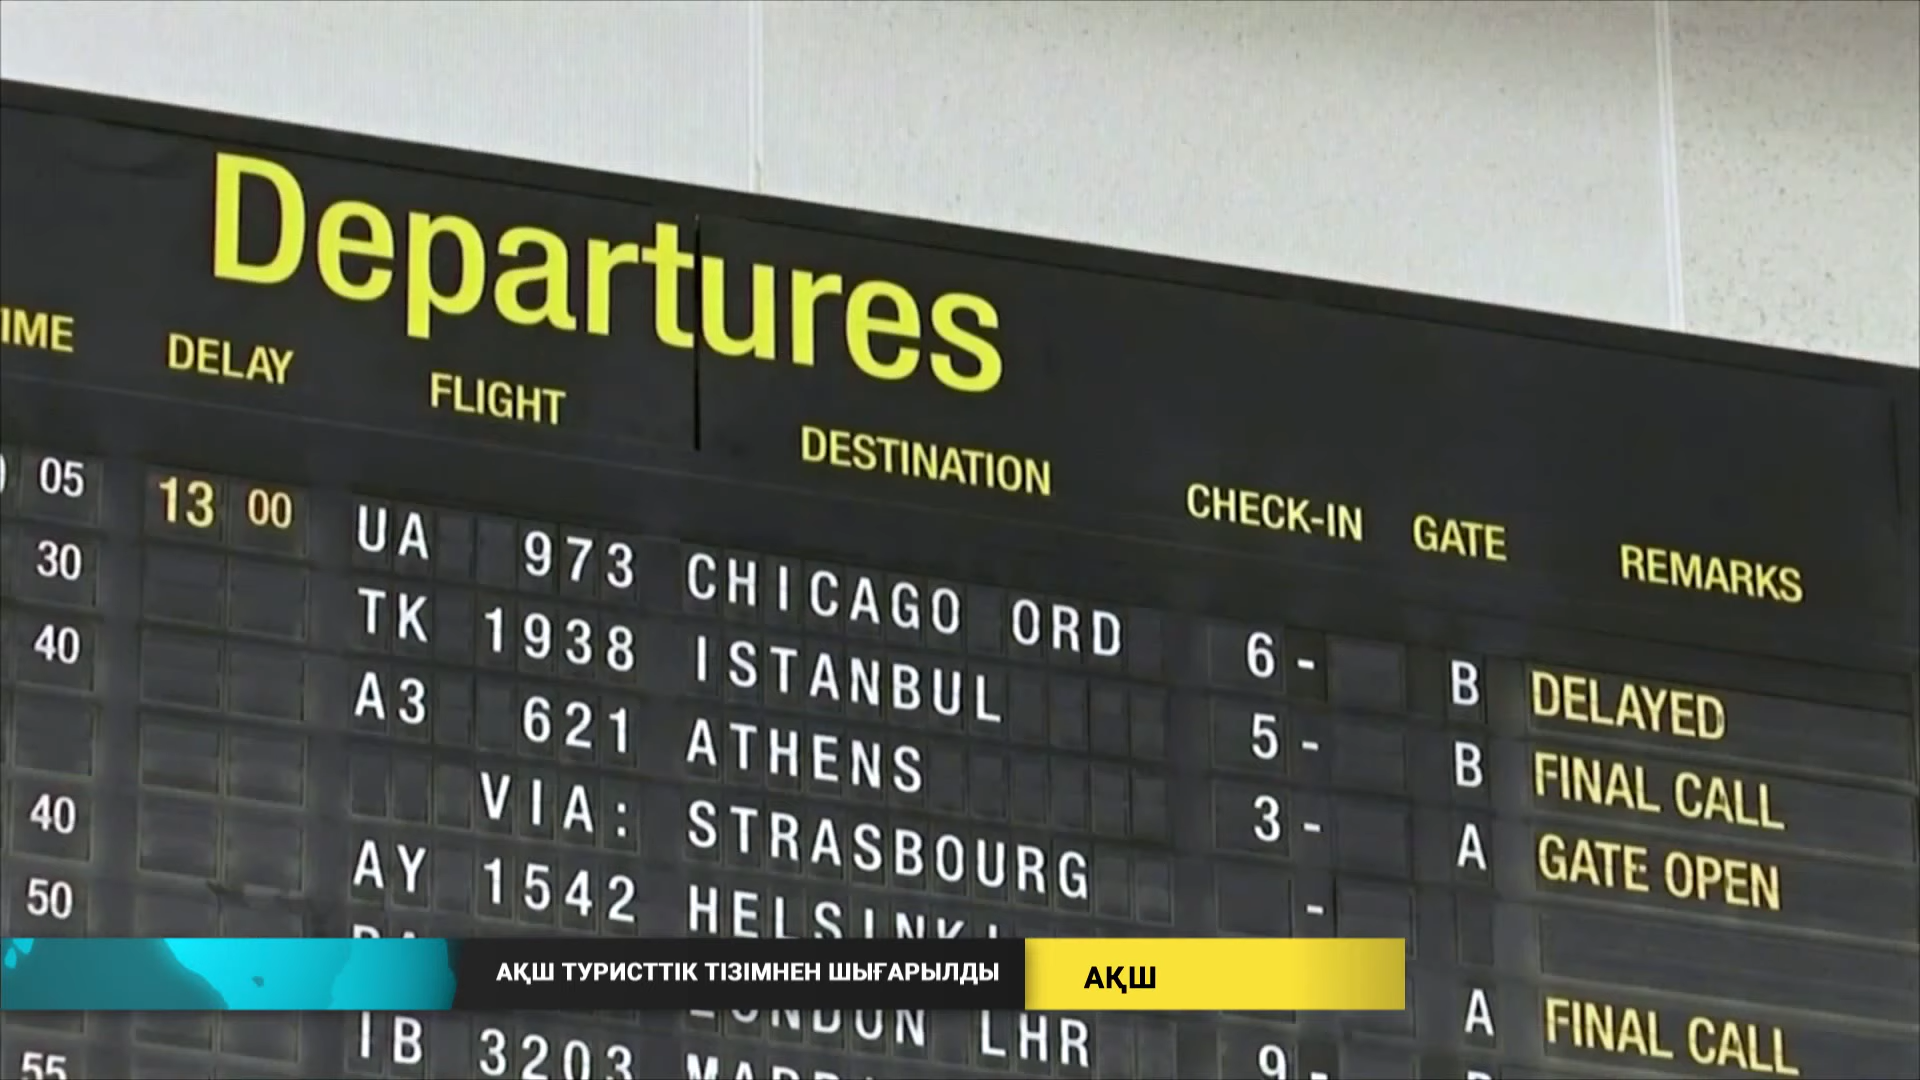 Departures
DELAY FLIGHT DESTINATION CHECK-IN GATE REMARKS
05 13 00 UA 973 CHICAGO ORD 6- B DELAYED
30 TK 1938 ISTANBUL 5- B FINAL CALL
40 A3 621 ATHENS 3- A GATE OPEN
VIA: STRASBOURG -
40 AY 1542 HELSINKI A FINAL CALL
50 LONDON LHR 9-
55 IB 3203
АҚШ ТУРИСТТІК ТІЗІМНЕН ШЫҒАРЫЛДЫ
АҚШ